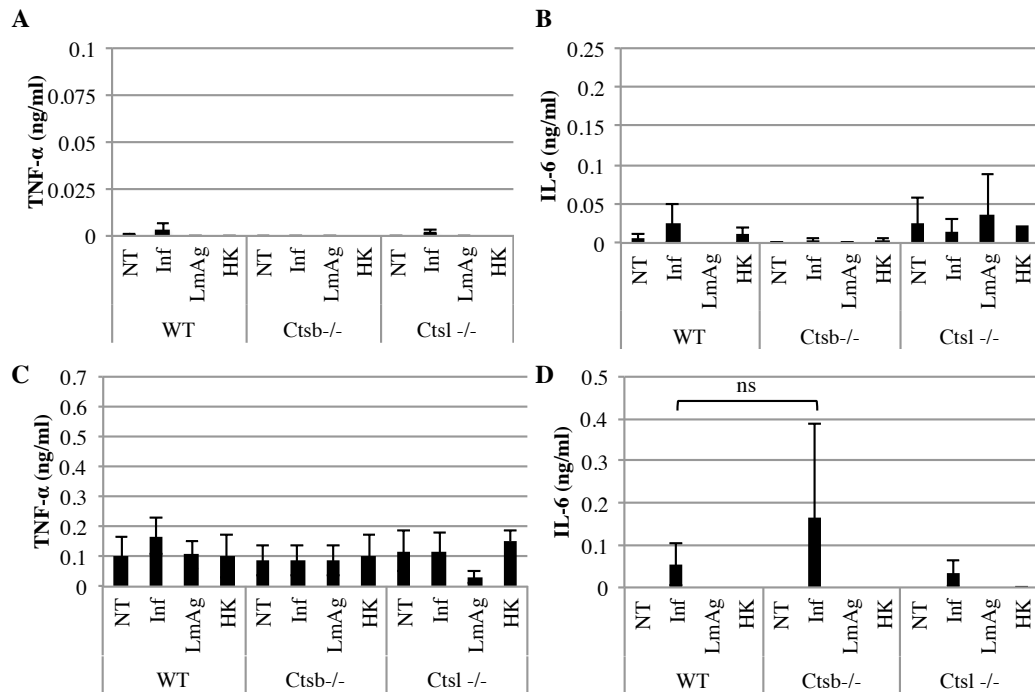 A
TNF-α (ng/ml)
0.1
0.075
0.05
0.025
0
NT Inf LmAg HK NT Inf LmAg HK NT Inf LmAg HK
WT Ctsb-/- Ctsl -/-
B
IL-6 (ng/ml)
0.25
0.2
0.15
0.1
0.05
0
NT Inf LmAg HK NT Inf LmAg HK NT Inf LmAg HK
WT Ctsb-/- Ctsl -/-
C
TNF-α (ng/ml)
0.7
0.6
0.5
0.4
0.3
0.2
0.1
0
NT Inf LmAg HK NT Inf LmAg HK NT Inf LmAg HK
WT Ctsb-/- Ctsl -/-
D
IL-6 (ng/ml)
0.5
0.4
0.3
0.2
0.1
0
ns
NT Inf LmAg HK NT Inf LmAg HK NT Inf LmAg HK
WT Ctsb-/- Ctsl -/-